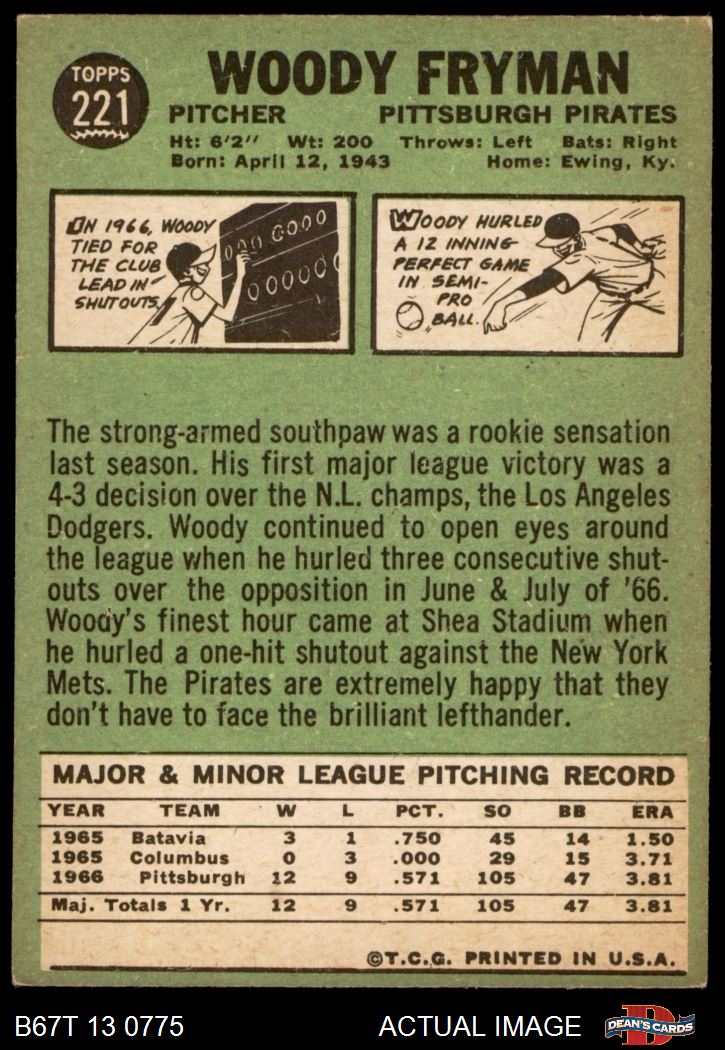 TOPPS
221
WOODY FRYMAN
PITCHER PITTSBURGH PIRATES
Ht: 6'2" Wt: 200 Throws: Left Bats: Right
Born: April 12, 1943 Home: Ewing, Ky.
IN 1966, WOODY
TIED FOR
THE CLUB
LEAD IN
SHUTOUTS.
WOODY HURLED
A 12 INNING
PERFECT GAME
IN SEMI-
PRO
BALL.
The strong-armed southpaw was a rookie sensation
last season. His first major league victory was a
4-3 decision over the N.L. champs, the Los Angeles
Dodgers. Woody continued to open eyes around
the league when he hurled three consecutive shut-
outs over the opposition in June & July of '66.
Woody's finest hour came at Shea Stadium when
he hurled a one-hit shutout against the New York
Mets. The Pirates are extremely happy that they
don't have to face the brilliant lefthander.
MAJOR & MINOR LEAGUE PITCHING RECORD
YEAR TEAM W L PCT. SO BB ERA
1965 Batavia 3 1 .750 45 14 1.50
1965 Columbus 0 3 .000 29 15 3.71
1966 Pittsburgh 12 9 .571 105 47 3.81
Maj. Totals 1 Yr. 12 9 .571 105 47 3.81
©T.C.G. PRINTED IN U.S.A.
B67T 13 0775 ACTUAL IMAGE
D
DEAN'S CARDS